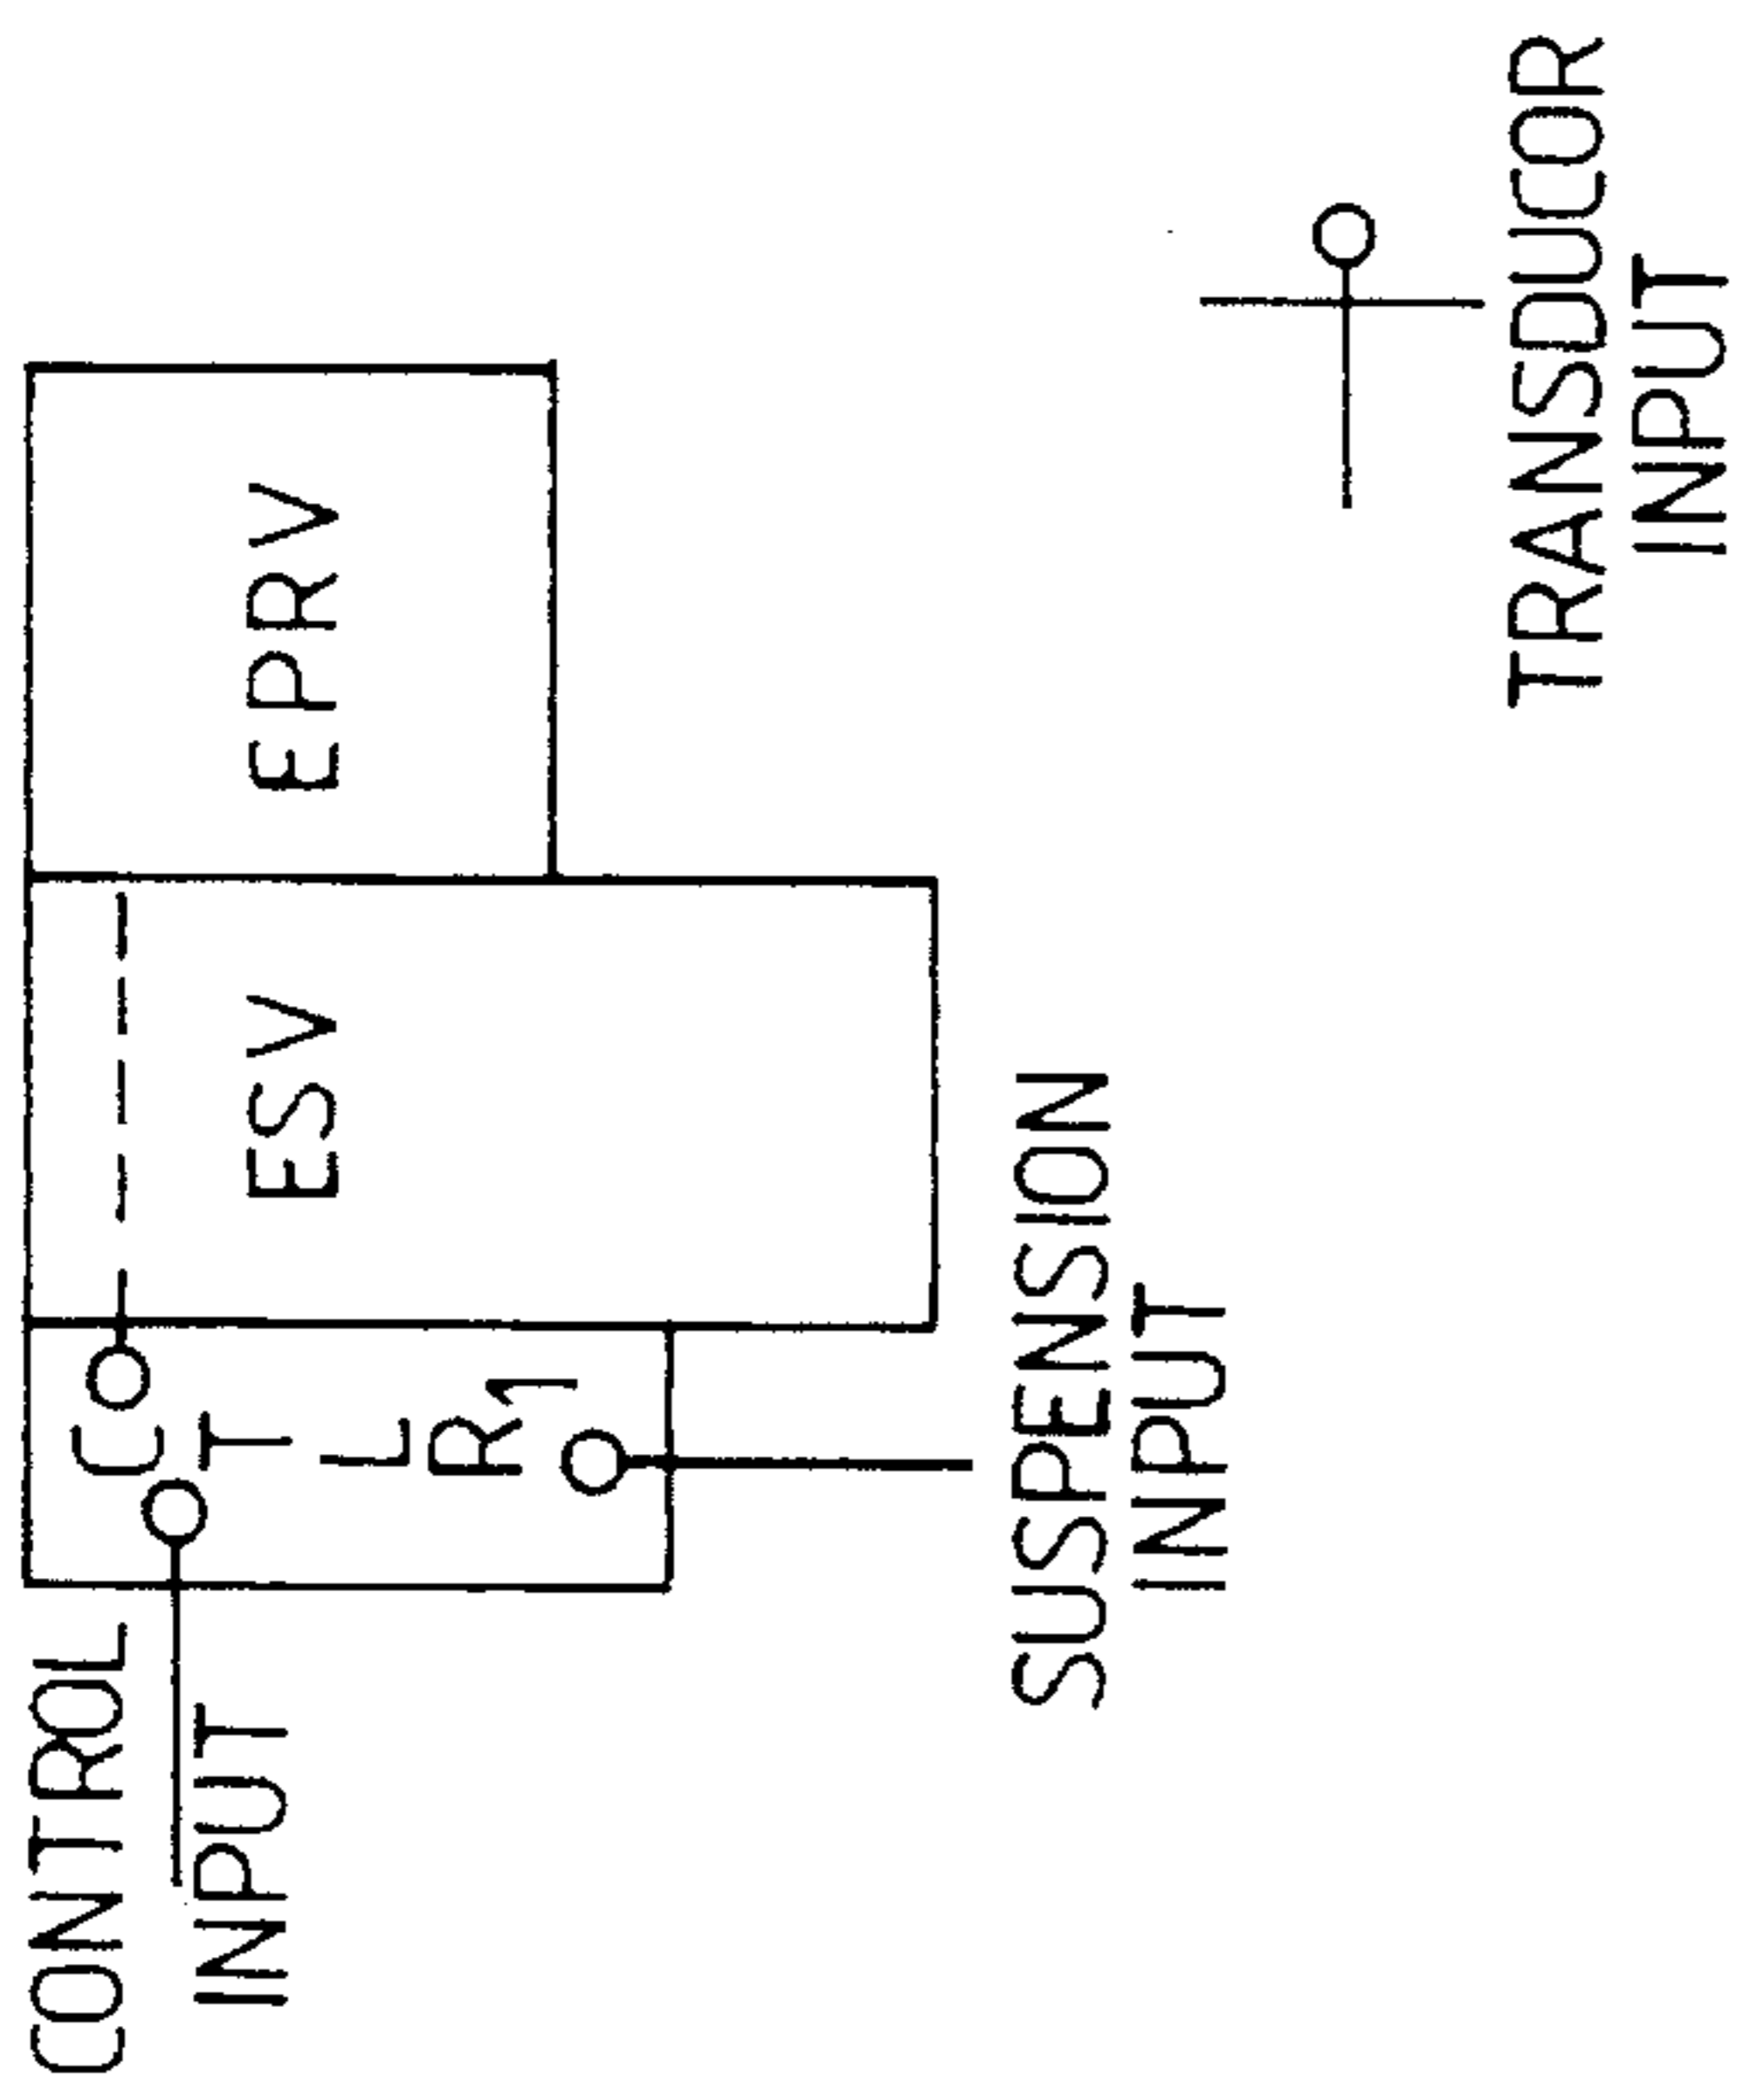 CONTROL
INPUT
C
T
L
R1
ESV
EPRV
SUSPENSION
INPUT
TRANSDUCOR
INPUT